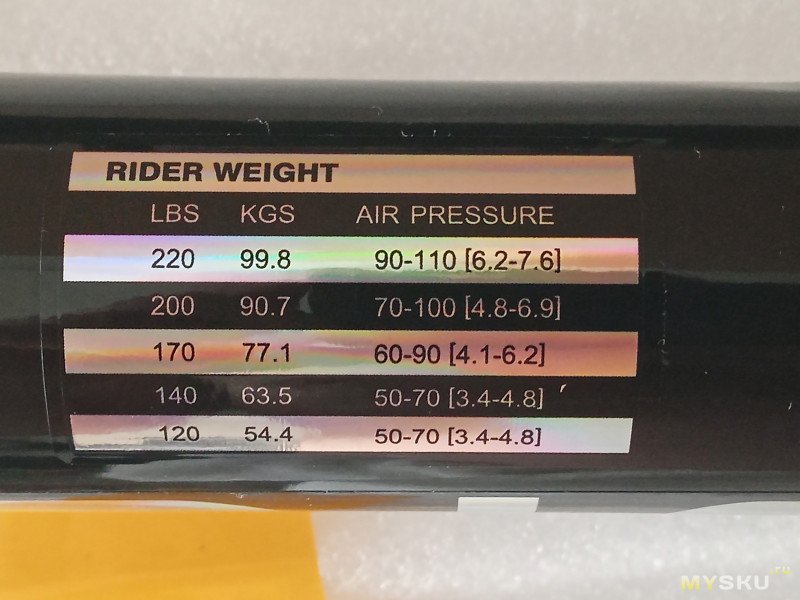 RIDER WEIGHT
LBS KGS AIR PRESSURE
220 99.8 90-110 [6.2-7.6]
200 90.7 70-100 [4.8-6.9]
170 77.1 60-90 [4.1-6.2]
140 63.5 50-70 [3.4-4.8]
120 54.4 50-70 [3.4-4.8]
MYSKU.ru